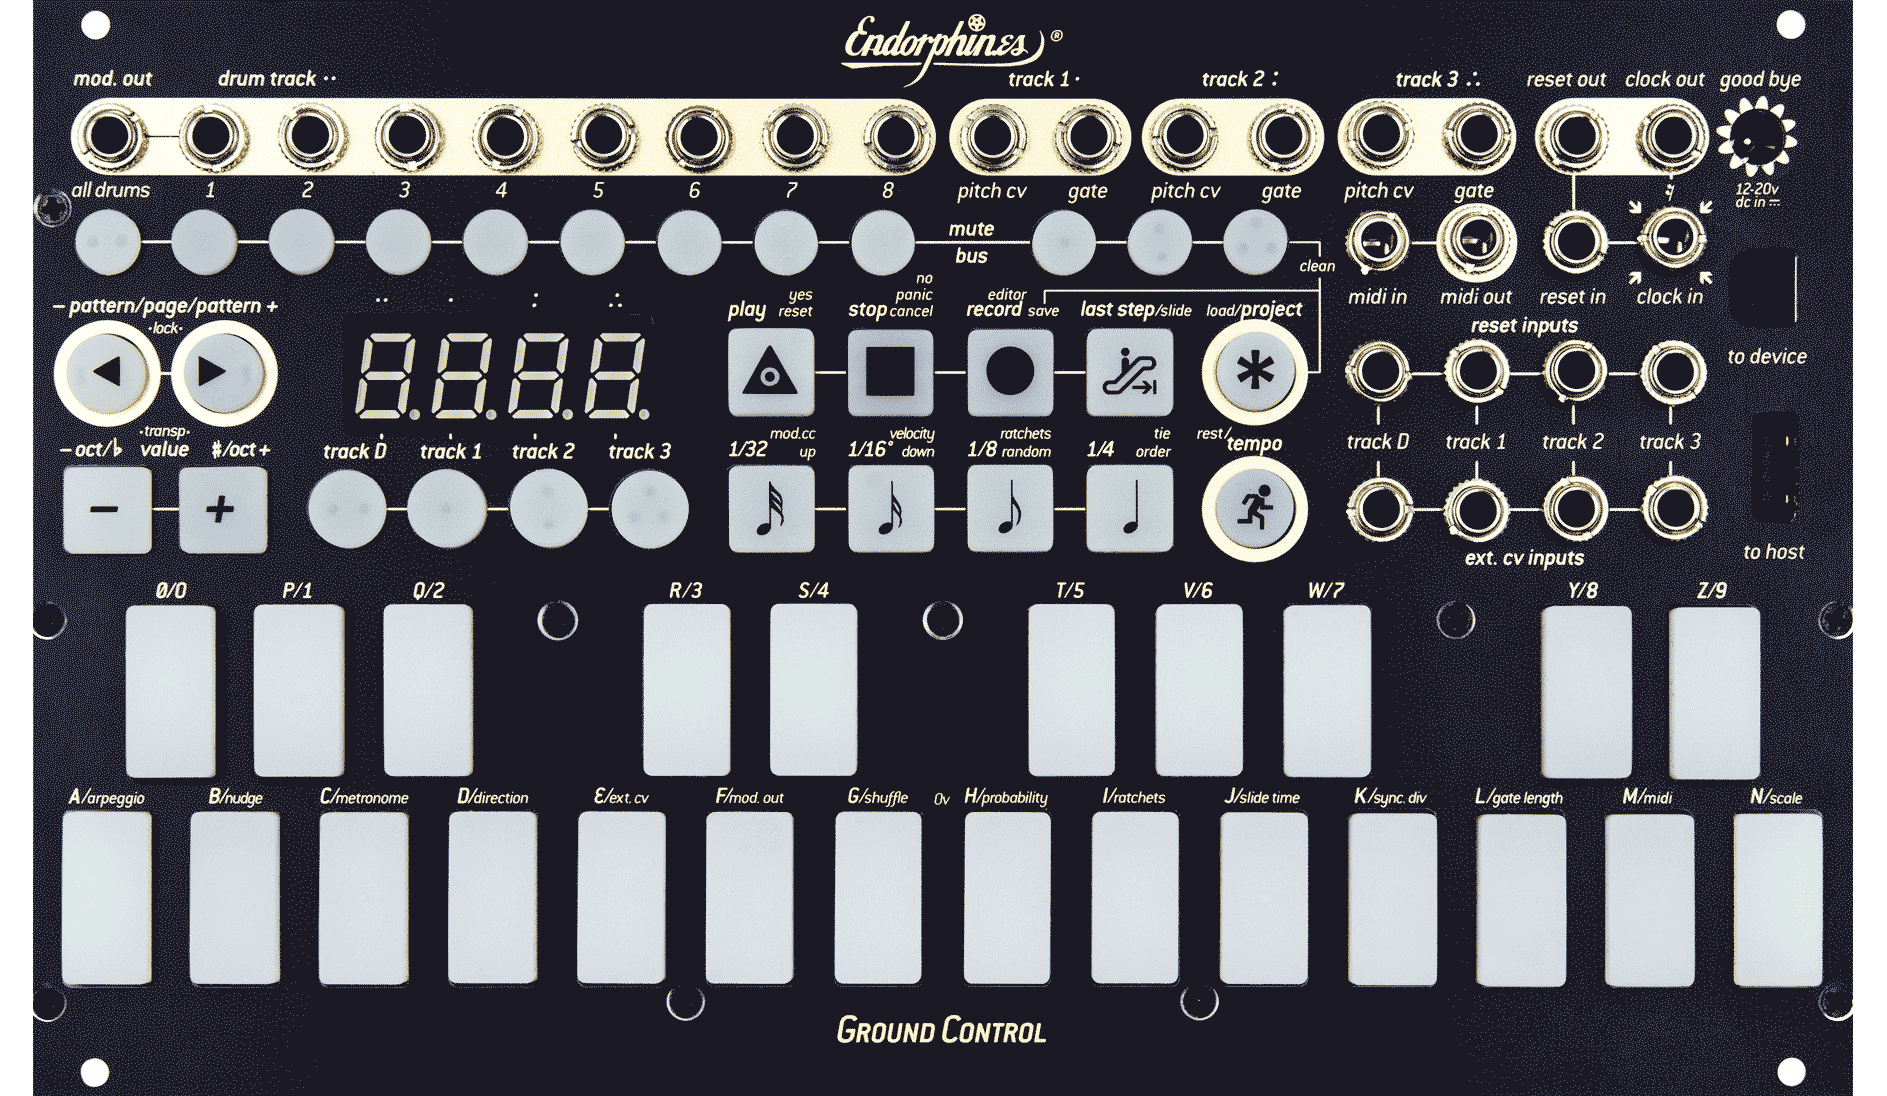 Endorphin.es ®
mod. out drum track ·· track 1 · track 2 : track 3 ∴ reset out clock out good bye
all drums 1 2 3 4 5 6 7 8 pitch cv gate pitch cv gate pitch cv gate 12-20v
dc in
mute
bus
clean
midi in midi out reset in clock in
– pattern/page/pattern +
·lock·
play yes
reset
stop no
panic
cancel
record editor
save
last step/slide
load/project
reset inputs
to device
– oct/♭ ·transp·
value #/oct +
track D track 1 track 2 track 3
1/32 mod.cc
up
1/16° velocity
down
1/8 ratchets
random
1/4 tie
order
rest/
tempo
track D track 1 track 2 track 3
ext. cv inputs
to host
0/0 P/1 Q/2 R/3 S/4 T/5 V/6 W/7 Y/8 Z/9
A/arpeggio B/nudge C/metronome D/direction E/ext. cv F/mod. out G/shuffle 0v H/probability I/ratchets J/slide time K/sync. div L/gate length M/midi N/scale
GROUND CONTROL